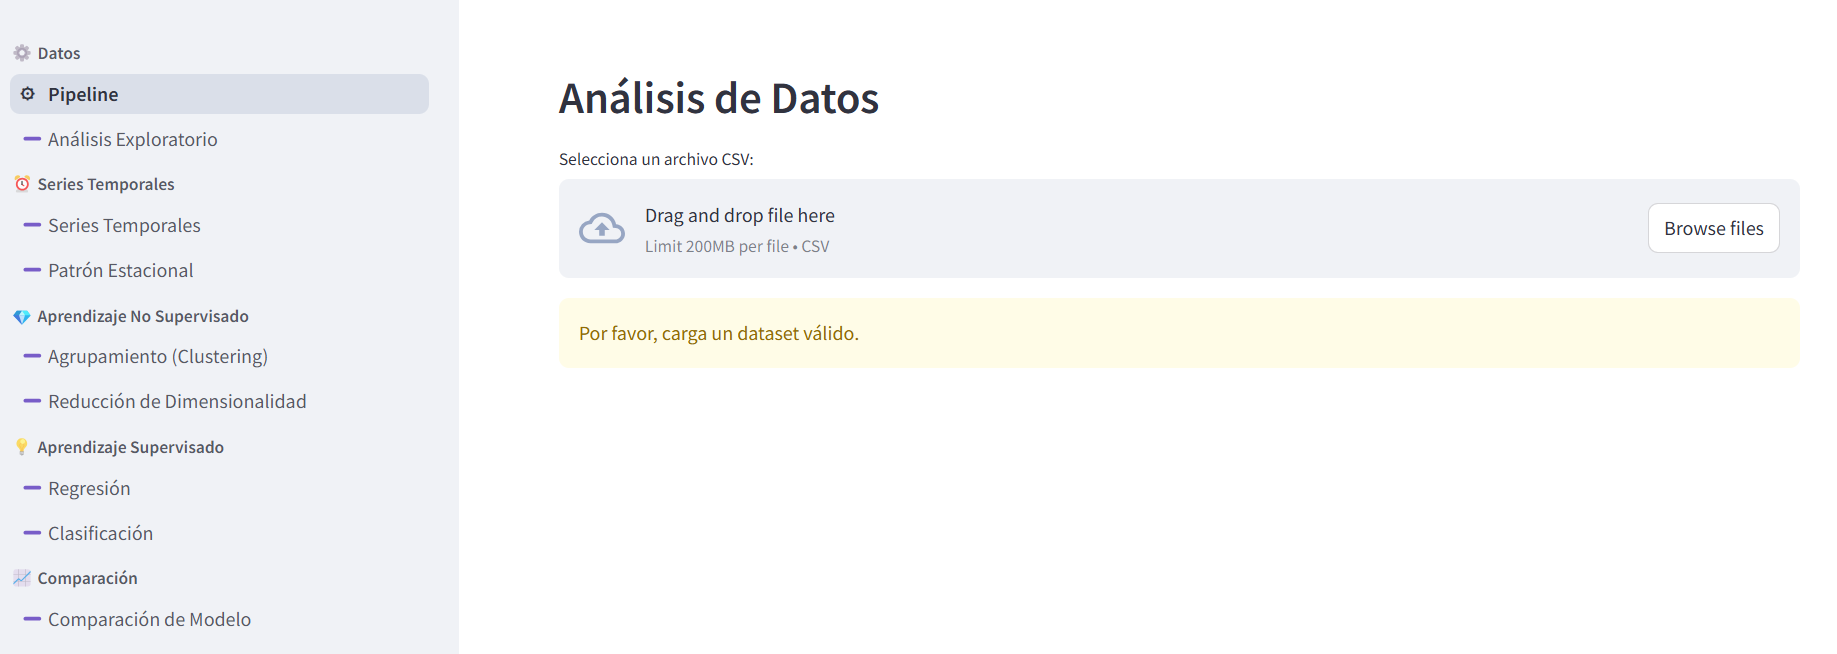 Datos
Pipeline
Análisis Exploratorio
Series Temporales
Series Temporales
Patrón Estacional
Aprendizaje No Supervisado
Agrupamiento (Clustering)
Reducción de Dimensionalidad
Aprendizaje Supervisado
Regresión
Clasificación
Comparación
Comparación de Modelo
Análisis de Datos
Selecciona un archivo CSV:
Drag and drop file here
Limit 200MB per file • CSV
Browse files
Por favor, carga un dataset válido.